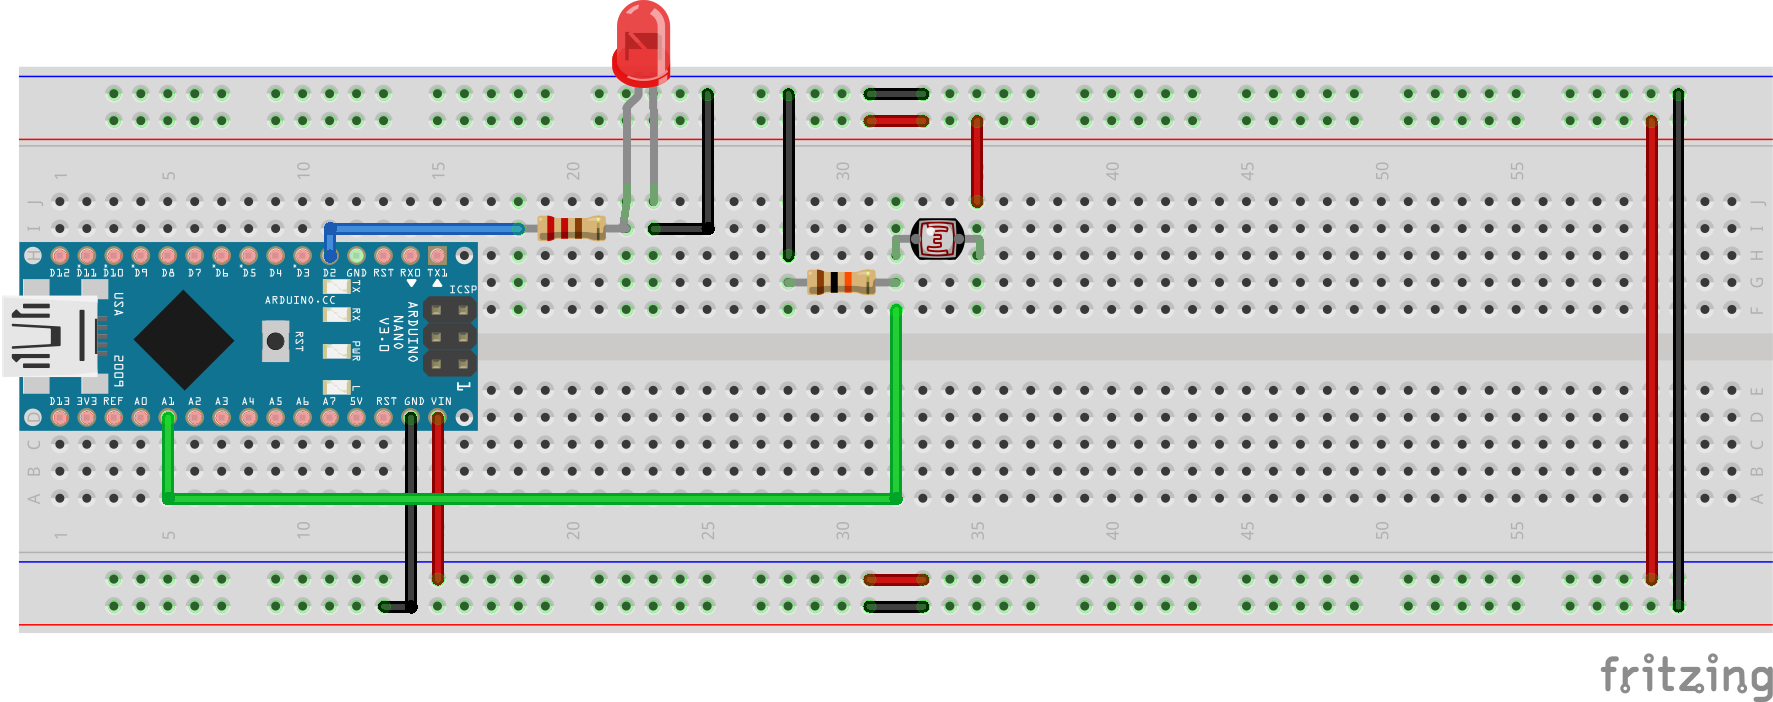 1 5 10 15 20 25 30 35 40 45 50 55
J J
I I
H H
G G
F F
D12 D11 D10 D9 D8 D7 D6 D5 D4 D3 D2 GND RST RX0 TX1
TX
ICSP
ARDUINO.CC
USA
RX
ARDUINO
NANO
V3.0
RST
PWR
2009
L
1
D13 3V3 REF A0 A1 A2 A3 A4 A5 A6 A7 5V RST GND VIN
E
D D
C C
B B
A A
1 5 10 15 20 25 30 35 40 45 50 55
fritzing